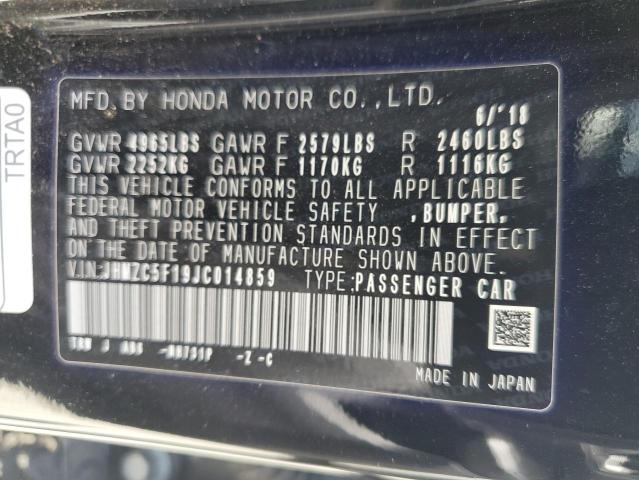 MFD. BY HONDA MOTOR CO., LTD. 6/'18
GVWR 4965LBS GAWR F 2579LBS R 2460LBS
GVWR 2252KG GAWR F 1170KG R 1116KG
THIS VEHICLE CONFORMS TO ALL APPLICABLE
FEDERAL MOTOR VEHICLE SAFETY ,BUMPER,
AND THEFT PREVENTION STANDARDS IN EFFECT
ON THE DATE OF MANUFACTURE SHOWN ABOVE.
V.I.N:JHMZC5F19JC014859 TYPE:PASSENGER CAR
-Z -C
MADE IN JAPAN
TRTA0